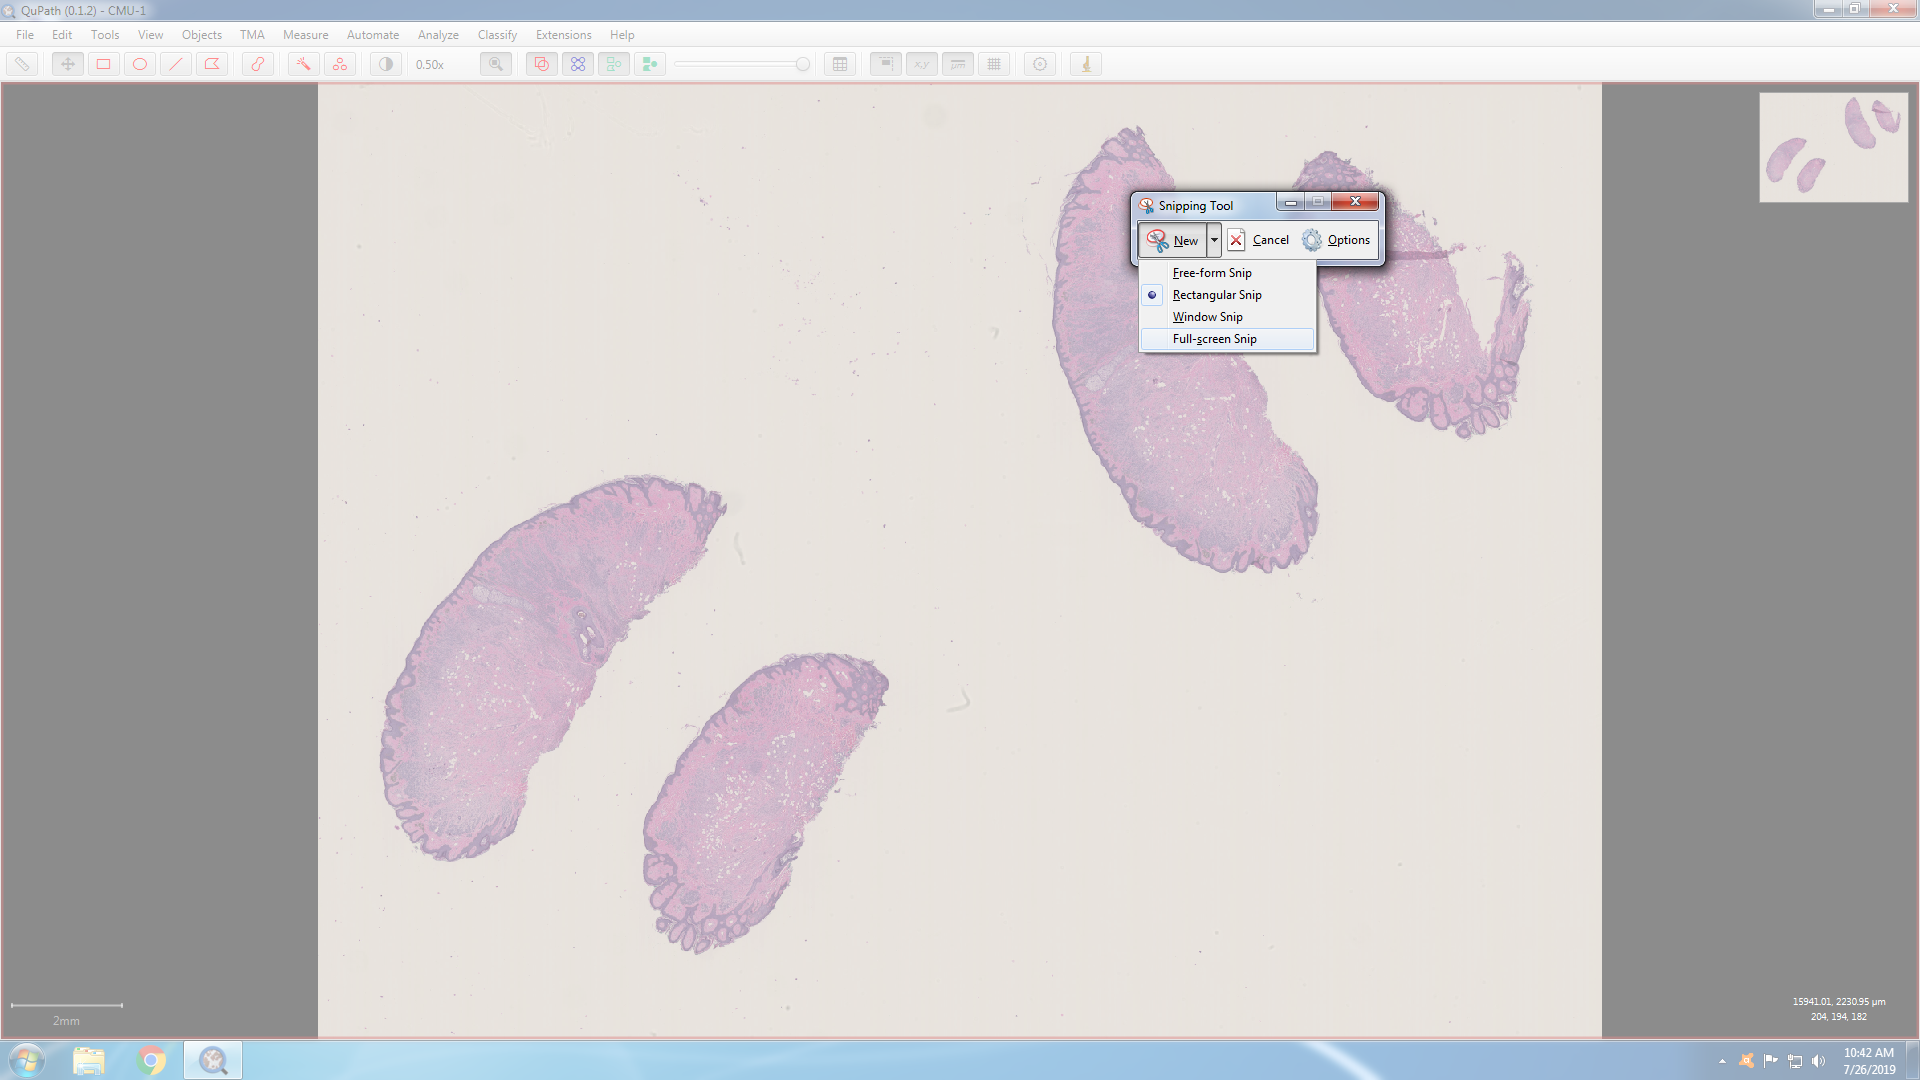 QuPath (0.1.2) - CMU-1
File Edit Tools View Objects TMA Measure Automate Analyze Classify Extensions Help
0.50x
x,y
µm
Snipping Tool
New Cancel Options
Free-form Snip
Rectangular Snip
Window Snip
Full-screen Snip
2mm
15941.01, 2230.95 µm
204, 194, 182
10:42 AM
7/26/2019